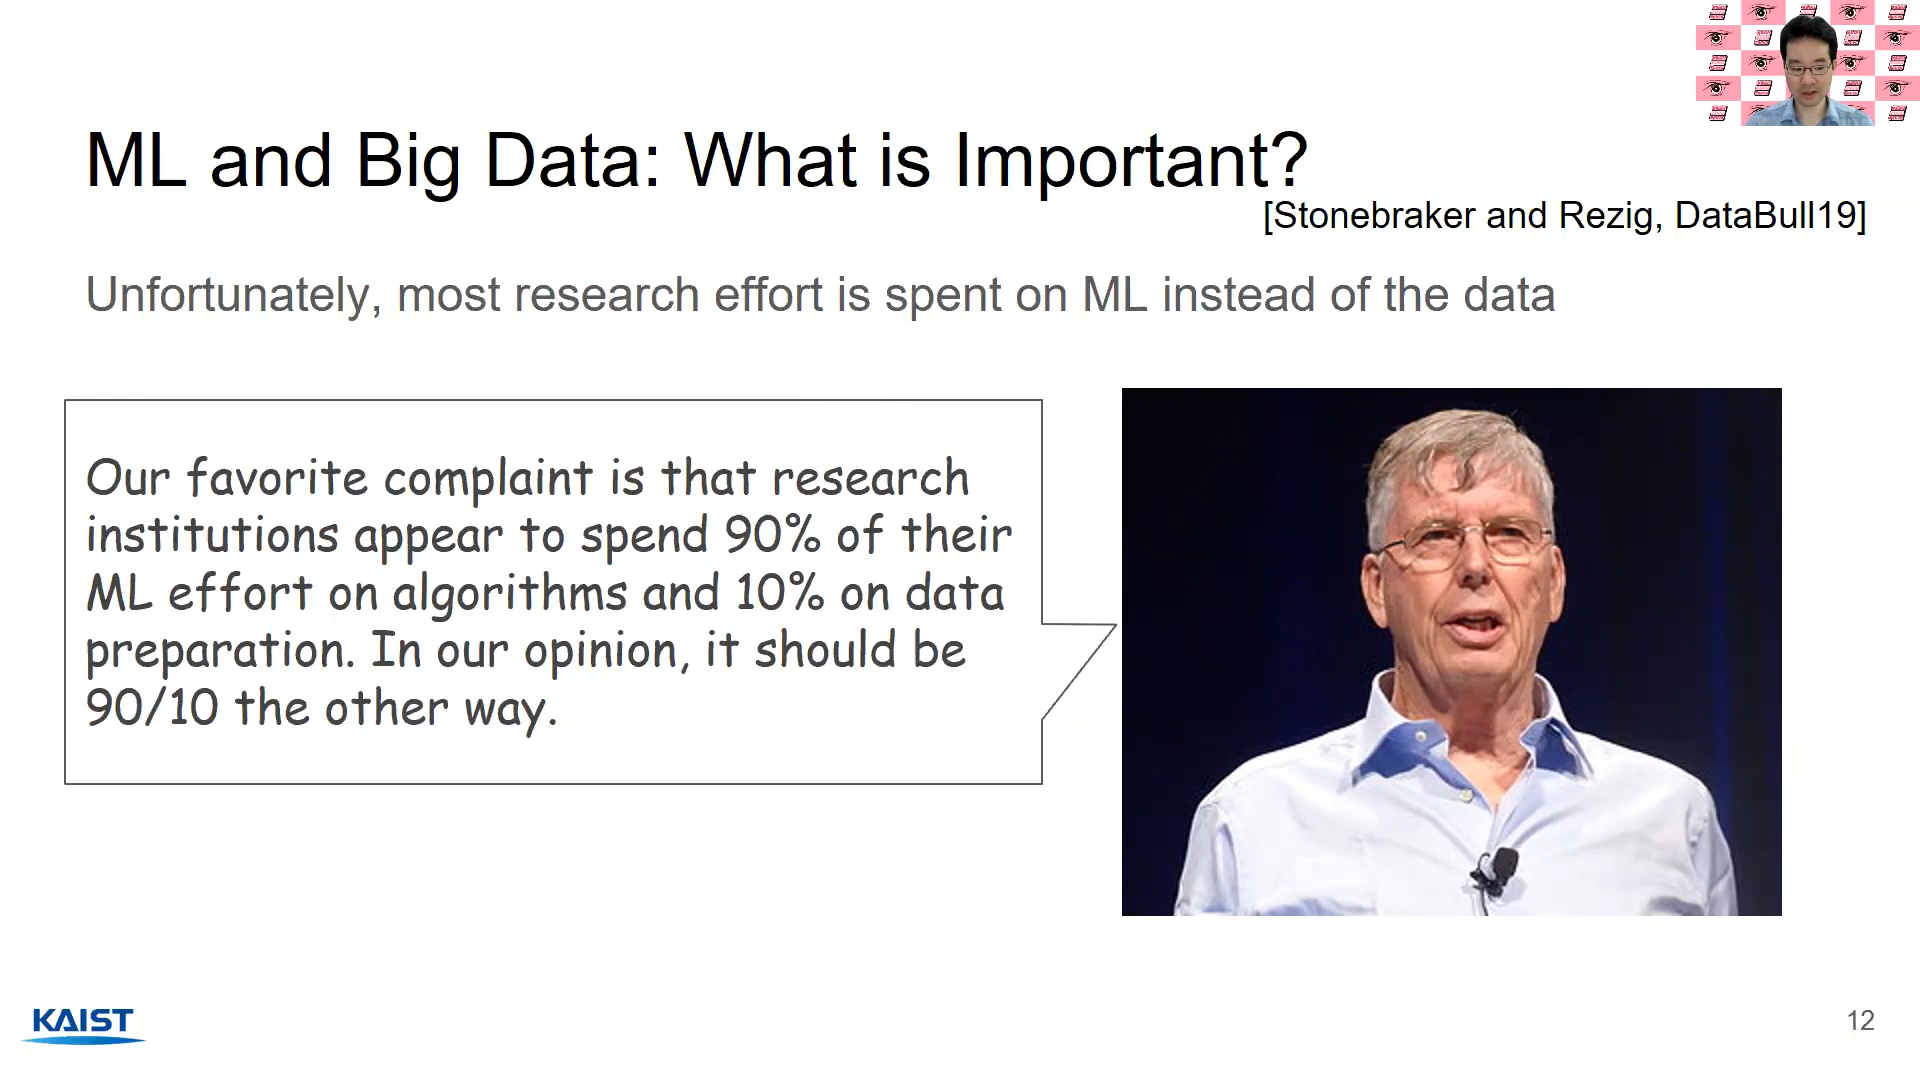 ML and Big Data: What is Important?
[Stonebraker and Rezig, DataBull19]
Unfortunately, most research effort is spent on ML instead of the data
Our favorite complaint is that research
institutions appear to spend 90% of their
ML effort on algorithms and 10% on data
preparation. In our opinion, it should be
90/10 the other way.
KAIST
12